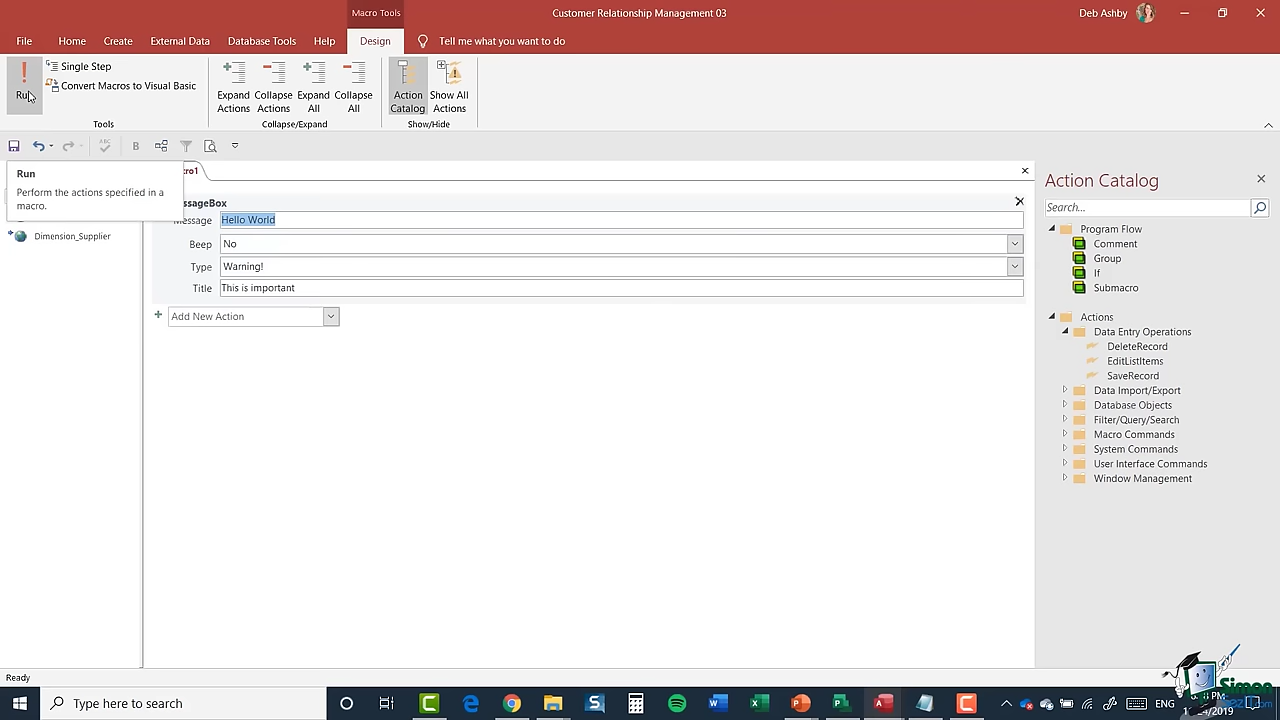 Macro Tools
Customer Relationship Management 03
Deb Ashby
File
Home
Create
External Data
Database Tools
Help
Design
Tell me what you want to do
Run
Single Step
Convert Macros to Visual Basic
Tools
Expand Actions
Collapse Actions
Expand All
Collapse All
Collapse/Expand
Action Catalog
Show All Actions
Show/Hide
ABC
B
Run
Perform the actions specified in a
macro.
Dimension_Supplier
Message
Hello World
Beep
No
Type
Warning!
Title
This is important
Add New Action
Action Catalog
Search...
Program Flow
Comment
Group
If
Submacro
Actions
Data Entry Operations
DeleteRecord
EditListItems
SaveRecord
Data Import/Export
Database Objects
Filter/Query/Search
Macro Commands
System Commands
User Interface Commands
Window Management
Ready
Type here to search
ENG
Simon